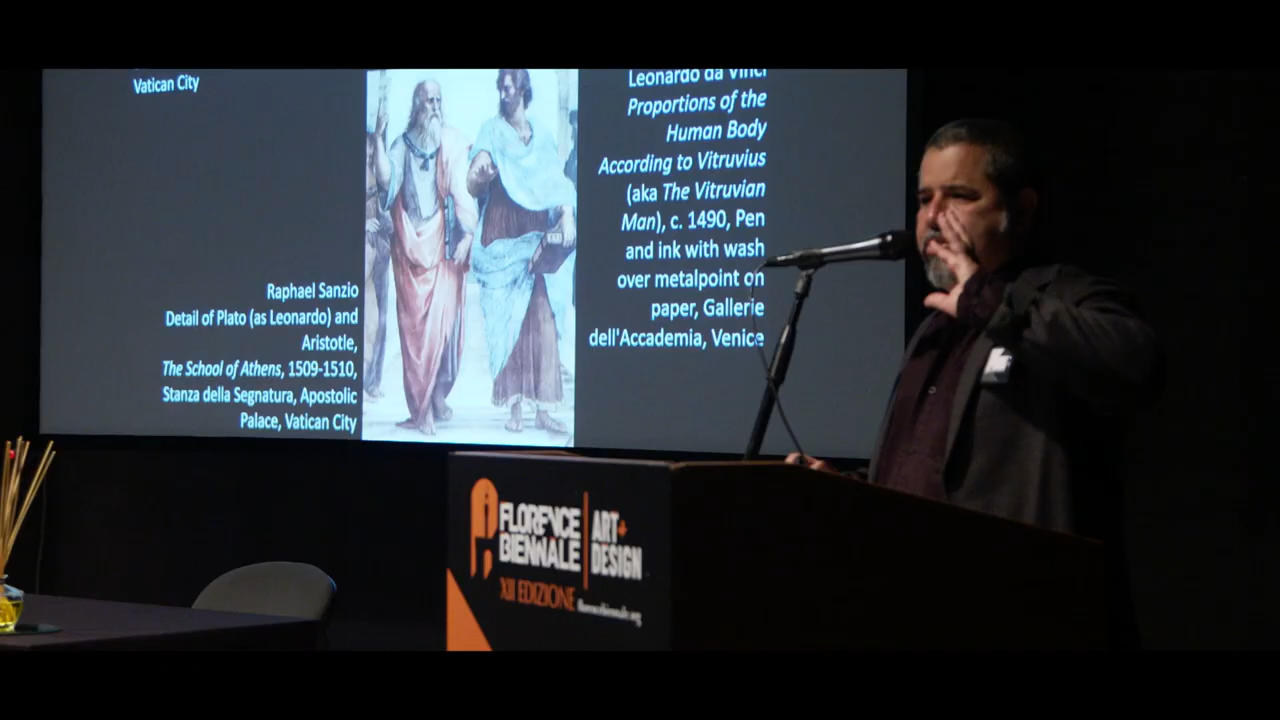 Vatican City
Raphael Sanzio
Detail of Plato (as Leonardo) and
Aristotle,
The School of Athens, 1509-1510,
Stanza della Segnatura, Apostolic
Palace, Vatican City
Leonardo da Vinci
Proportions of the
Human Body
According to Vitruvius
(aka The Vitruvian
Man), c. 1490, Pen
and ink with wash
over metalpoint on
paper, Gallerie
dell'Accademia, Venice
FLORENCE
BIENNALE
ART+
DESIGN
XII EDIZIONE
florencebiennale.org